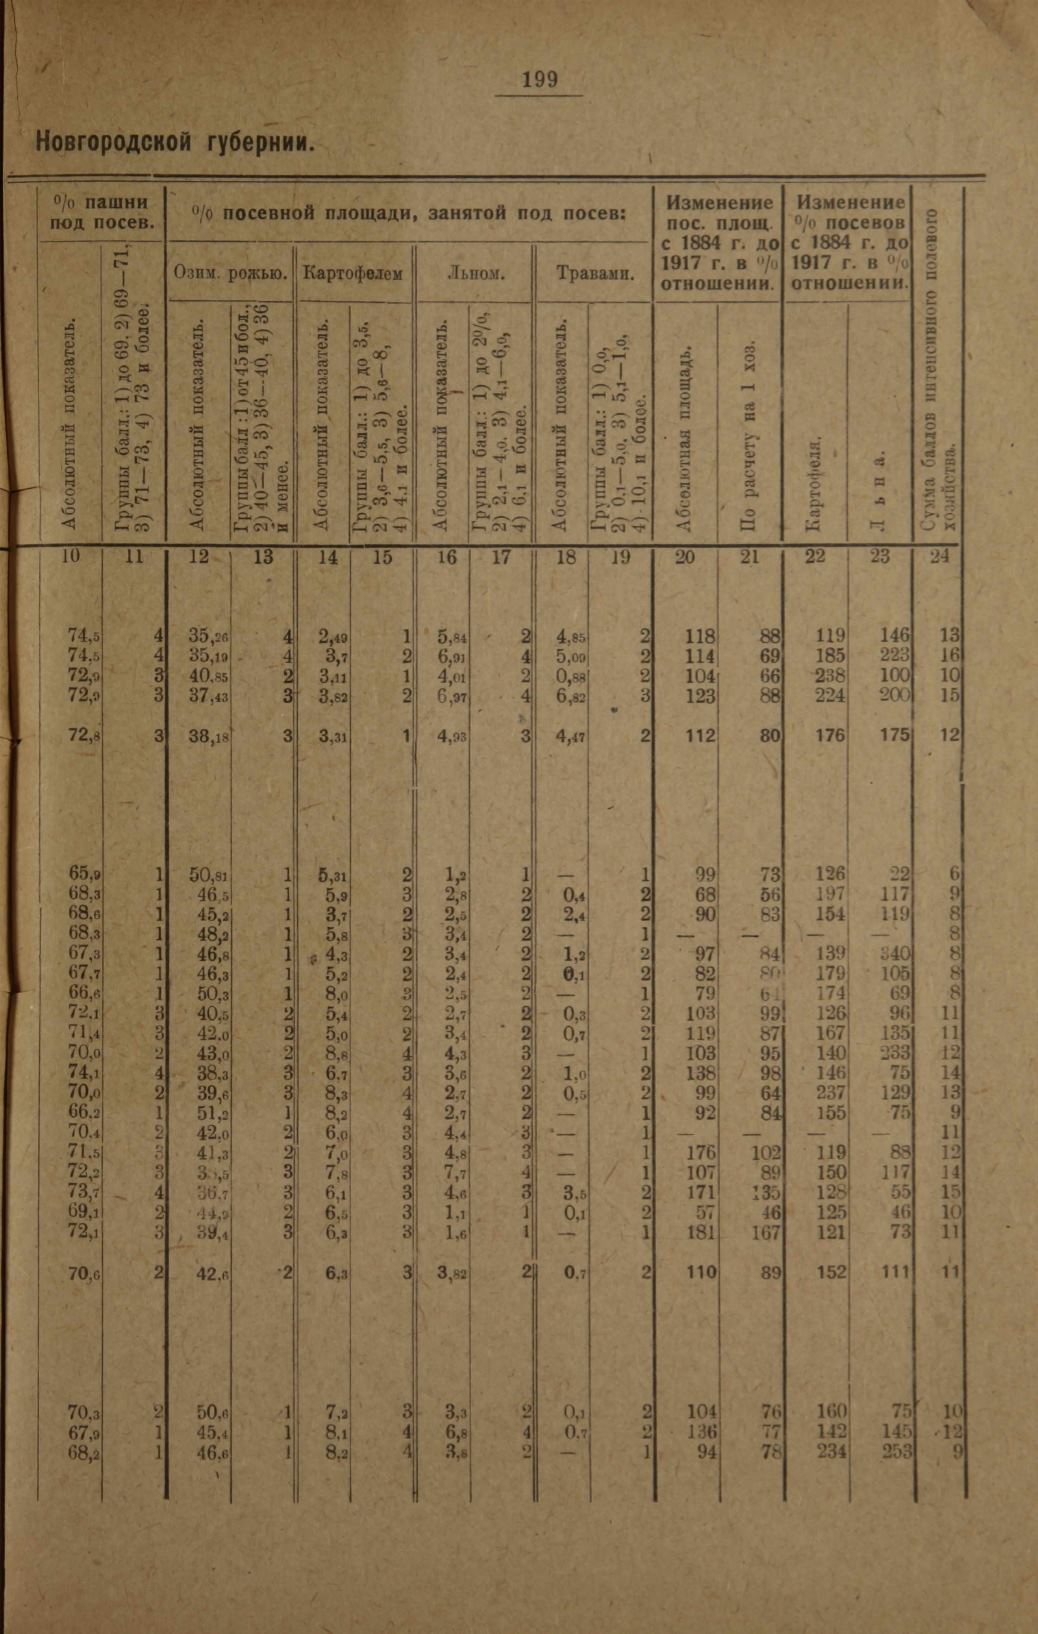 199
Новгородской губернии.
% пашни под посев.
% посевной площади, занятой под посев:
Изменение пос. площ. с 1884 г. до 1917 г. в % отношении.
Изменение % посевов с 1884 г. до 1917 г. в % отношении.
Сумма баллов интенсивного полевого хозяйства.
Озим. рожью.
Картофелем
Льном.
Травами.
Абсолютный показатель.
Группы балл.: 1) до 69, 2) 69—71, 3) 71—73, 4) 73 и более.
Абсолютный показатель.
Группы балл: 1) от 45 и бол., 2) 40—45, 3) 36—40, 4) 36 и менее.
Абсолютный показатель.
Группы балл.: 1) до 3,5, 2) 3,6—5,5, 3) 5,6—8, 4) 4,1 и более.
Абсолютный показатель.
Группы балл.: 1) до 2%, 2) 2,1—4,0. 3) 4,1—6,0, 4) 6,1 и более.
Абсолютный показатель.
Группы балл.: 1) 0,0, 2) 0,1—5,0, 3) 5,1—1,0, 4) 10,1 и более.
Абсолютная площадь.
По расчету на 1 хоз.
Картофеля.
Льна.
10 11 12 13 14 15 16 17 18 19 20 21 22 23 24
74,5 4 35,26 4 2,49 1 5,84 2 4,85 2 118 88 119 146 13
74,5 4 35,19 4 3,7 2 6,91 4 5,09 2 114 69 185 223 16
72,9 3 40,85 2 3,11 1 4,01 2 0,88 2 104 66 238 100 10
72,9 3 37,43 3 3,82 2 6,97 4 6,82 3 123 88 224 200 15
72,8 3 38,18 3 3,31 1 4,93 3 4,47 2 112 80 176 175 12
65,9 1 50,81 1 5,31 2 1,2 1 — 1 99 73 126 22 6
68,3 1 46,5 1 5,9 3 2,8 2 0,4 2 68 56 197 117 9
68,6 1 45,2 1 3,7 2 2,5 2 2,4 2 90 83 154 119 8
68,3 1 48,2 1 5,8 3 3,4 2 — 1 — — — — 8
67,3 1 46,8 1 4,3 2 3,4 2 1,2 2 97 84 139 340 8
67,7 1 46,3 1 5,2 2 2,4 2 0,1 2 82 179 105 8
66,6 1 50,3 1 8,0 3 2,5 2 — 1 79 174 69 8
72,1 3 40,5 2 5,4 2 2,7 2 0,3 2 103 99 126 96 11
71,4 3 42,0 2 5,0 2 3,4 2 0,7 2 119 87 167 135 11
70,0 2 43,0 2 8,8 4 4,3 3 — 1 103 95 140 233 12
74,1 4 38,3 3 6,7 3 3,6 2 1,0 2 138 98 146 75 14
70,0 2 39,6 3 8,3 4 2,7 2 0,5 2 99 64 237 129 13
66,2 1 51,2 1 8,2 4 2,7 2 — 1 92 84 155 75 9
70,4 2 42,0 2 6,0 3 4,4 3 — 1 — — — — 11
71,5 3 41,3 2 7,0 3 4,8 3 — 1 176 102 119 88 12
72,2 3 3 7,8 3 7,7 4 — 1 107 89 150 117 14
73,7 4 36,7 3 6,1 3 4,6 3 3,5 2 171 135 128 55 15
69,1 2 44,9 2 6,5 3 1,1 1 0,1 2 57 46 125 46 10
72,1 3 39,4 3 6,3 3 1,6 1 — 1 181 167 121 73 11
70,6 2 42,6 2 6,3 3 3,82 2 0,7 2 110 89 152 111 11
70,3 2 50,6 1 7,2 3 3,3 2 0,1 2 104 76 160 75 10
67,9 1 45,4 1 8,1 4 6,8 4 0,7 2 136 77 142 145 12
68,2 1 46,6 1 8,2 4 3,8 2 — 1 94 78 234 253 9